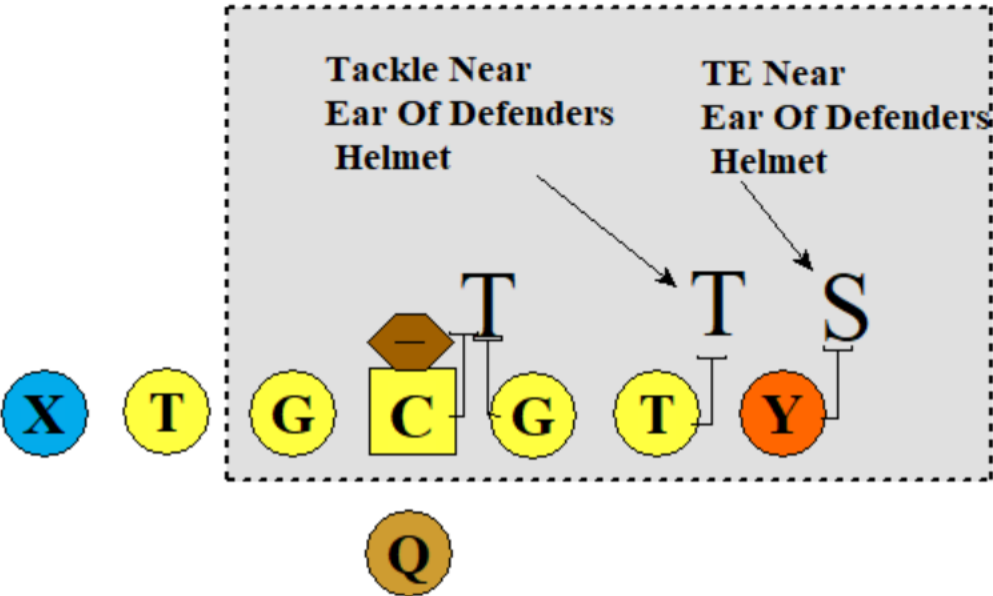 Tackle Near
Ear Of Defenders
Helmet
TE Near
Ear Of Defenders
Helmet
T T S
X T G C G T Y
Q